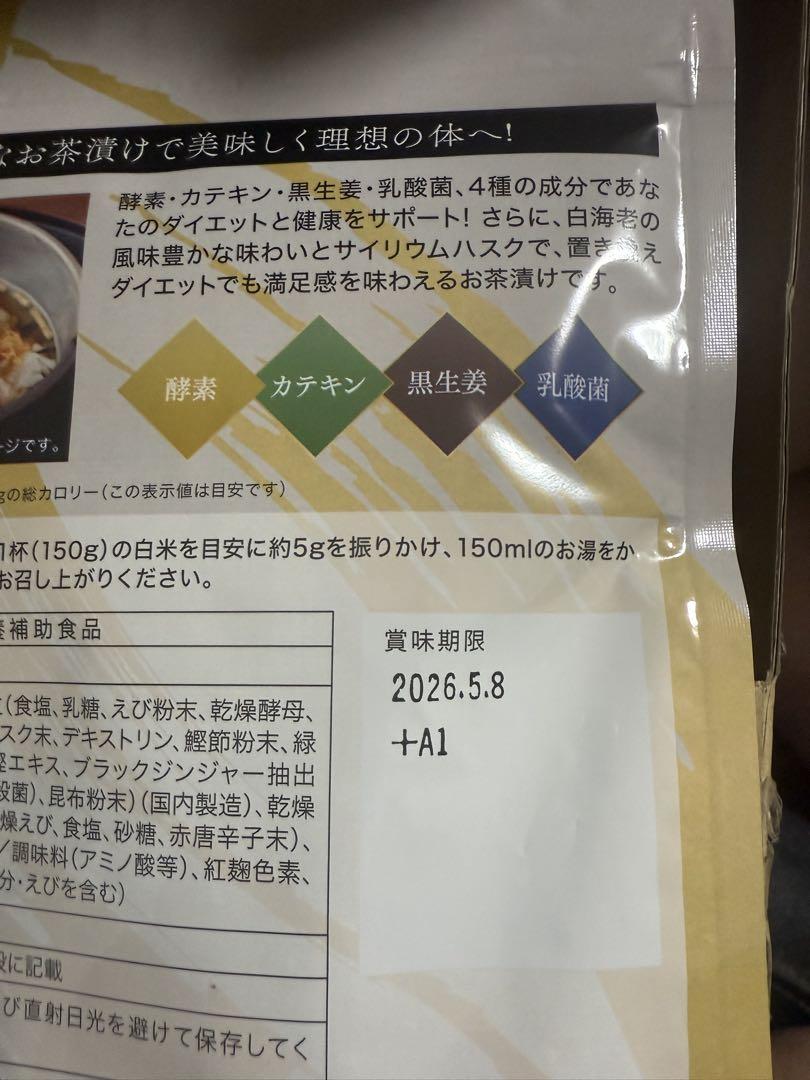 なお茶漬けで美味しく理想の体へ!
酵素・カテキン・黒生姜・乳酸菌、4種の成分であな
たのダイエットと健康をサポート! さらに、白海老の
風味豊かな味わいとサイリウムハスクで、置き換え
ダイエットでも満足感を味わえるお茶漬けです。
酵素
カテキン
黒生姜
乳酸菌
ージです。
gの総カロリー(この表示値は目安です)
1杯(150g)の白米を目安に約5gを振りかけ、150mlのお湯をか
お召し上がりください。
補助食品
(食塩、乳糖、えび粉末、乾燥酵母、
スク末、デキストリン、鰹節粉末、緑
エキス、ブラックジンジャー抽出
殺菌)、昆布粉末)(国内製造)、乾燥
燥えび、食塩、砂糖、赤唐辛子末)、
/調味料(アミノ酸等)、紅麹色素、
分・えびを含む)
賞味期限
2026.5.8
+A1
に記載
び直射日光を避けて保存してく